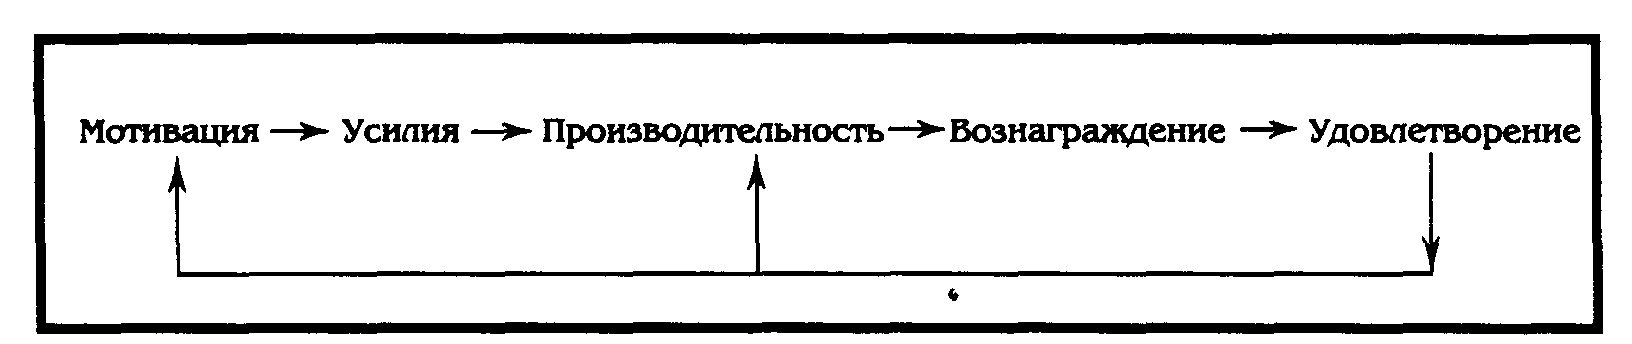 Мотивация → Усилия → Производительность → Вознаграждение → Удовлетворение